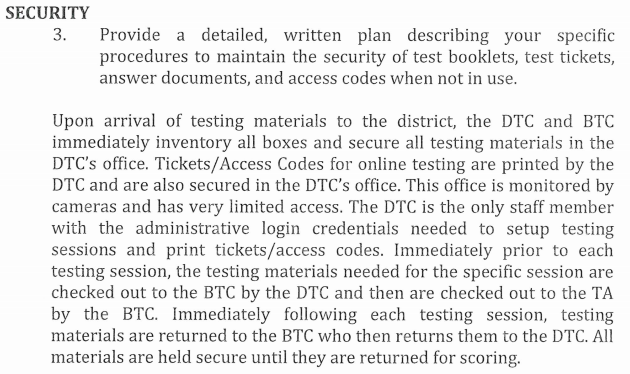 SECURITY
3. Provide a detailed, written plan describing your specific
procedures to maintain the security of test booklets, test tickets,
answer documents, and access codes when not in use.
Upon arrival of testing materials to the district, the DTC and BTC
immediately inventory all boxes and secure all testing materials in the
DTC's office. Tickets/Access Codes for online testing are printed by the
DTC and are also secured in the DTC's office. This office is monitored by
cameras and has very limited access. The DTC is the only staff member
with the administrative login credentials needed to setup testing
sessions and print tickets/access codes. Immediately prior to each
testing session, the testing materials needed for the specific session are
checked out to the BTC by the DTC and then are checked out to the TA
by the BTC. Immediately following each testing session, testing
materials are returned to the BTC who then returns them to the DTC. All
materials are held secure until they are returned for scoring.